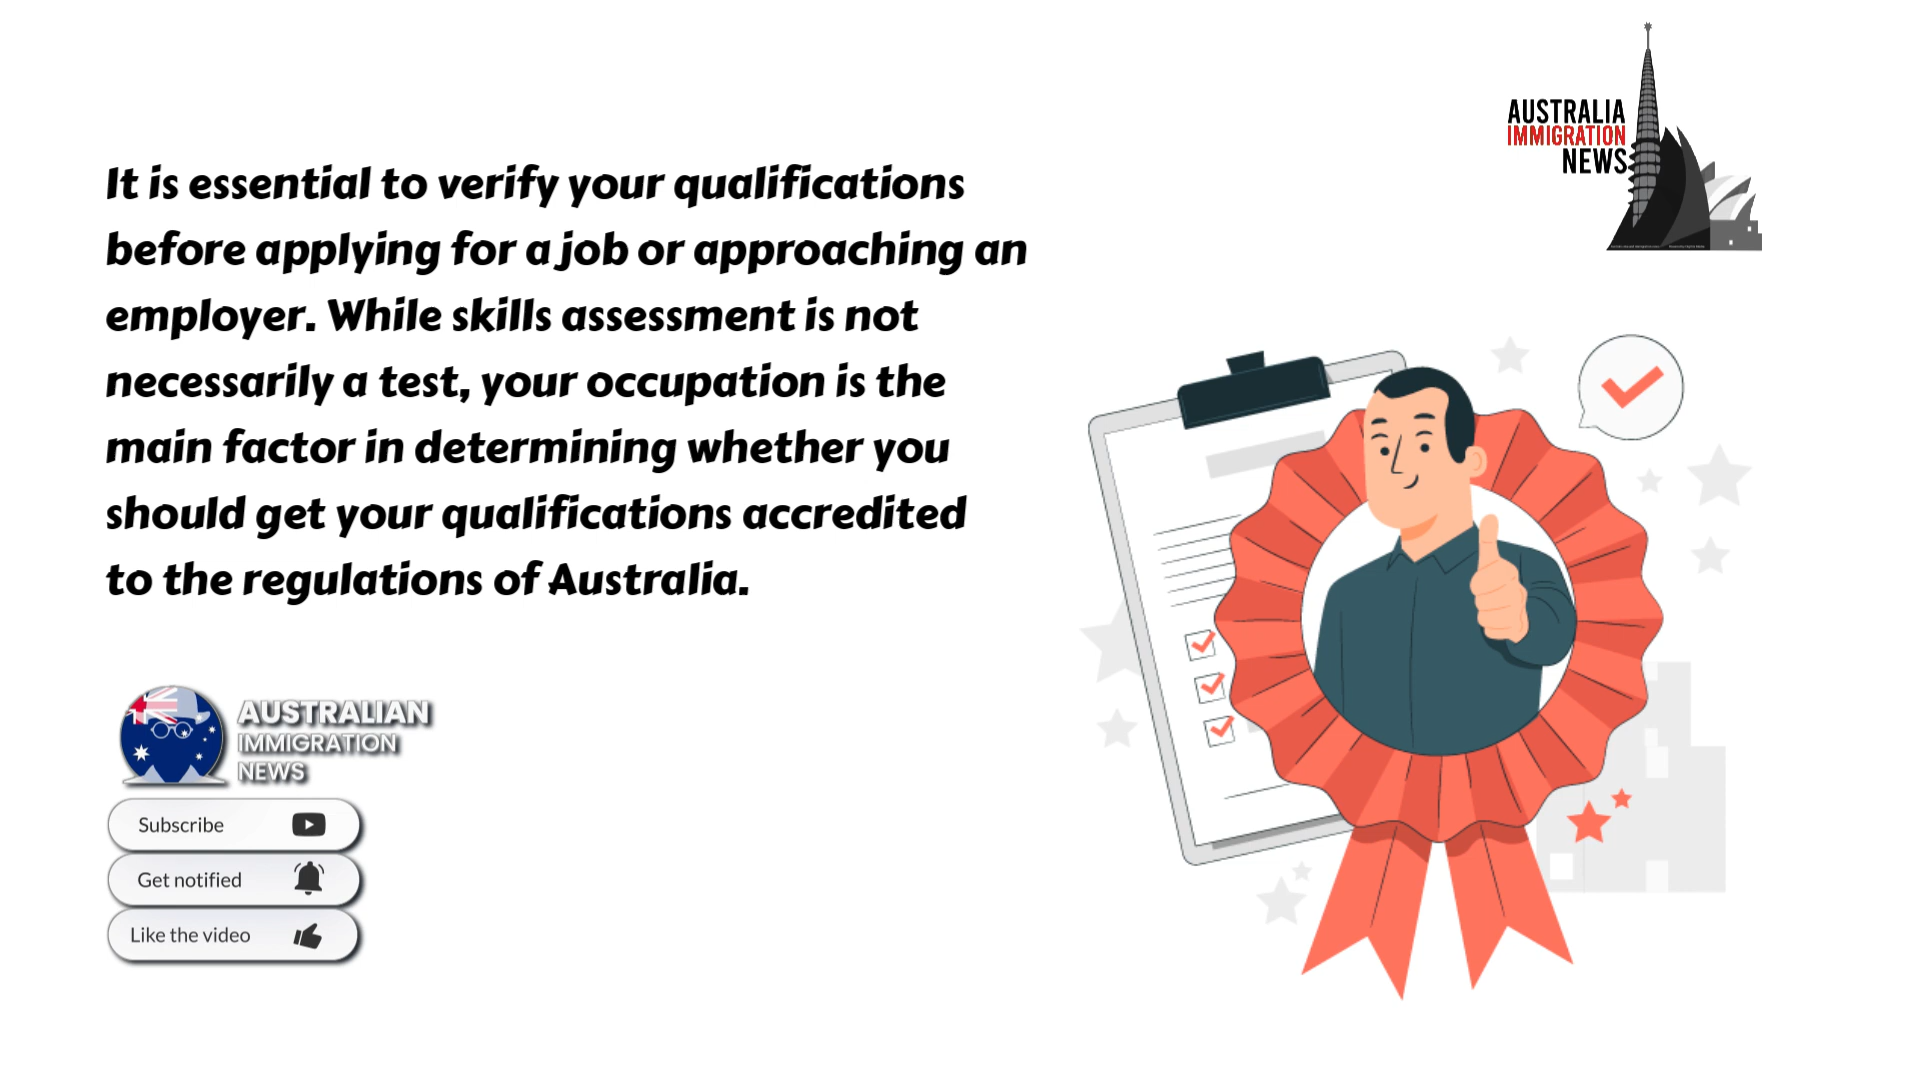 AUSTRALIA
IMMIGRATION
NEWS
It is essential to verify your qualifications
before applying for a job or approaching an
employer. While skills assessment is not
necessarily a test, your occupation is the
main factor in determining whether you
should get your qualifications accredited
to the regulations of Australia.
AUSTRALIAN
IMMIGRATION
NEWS
Subscribe
Get notified
Like the video